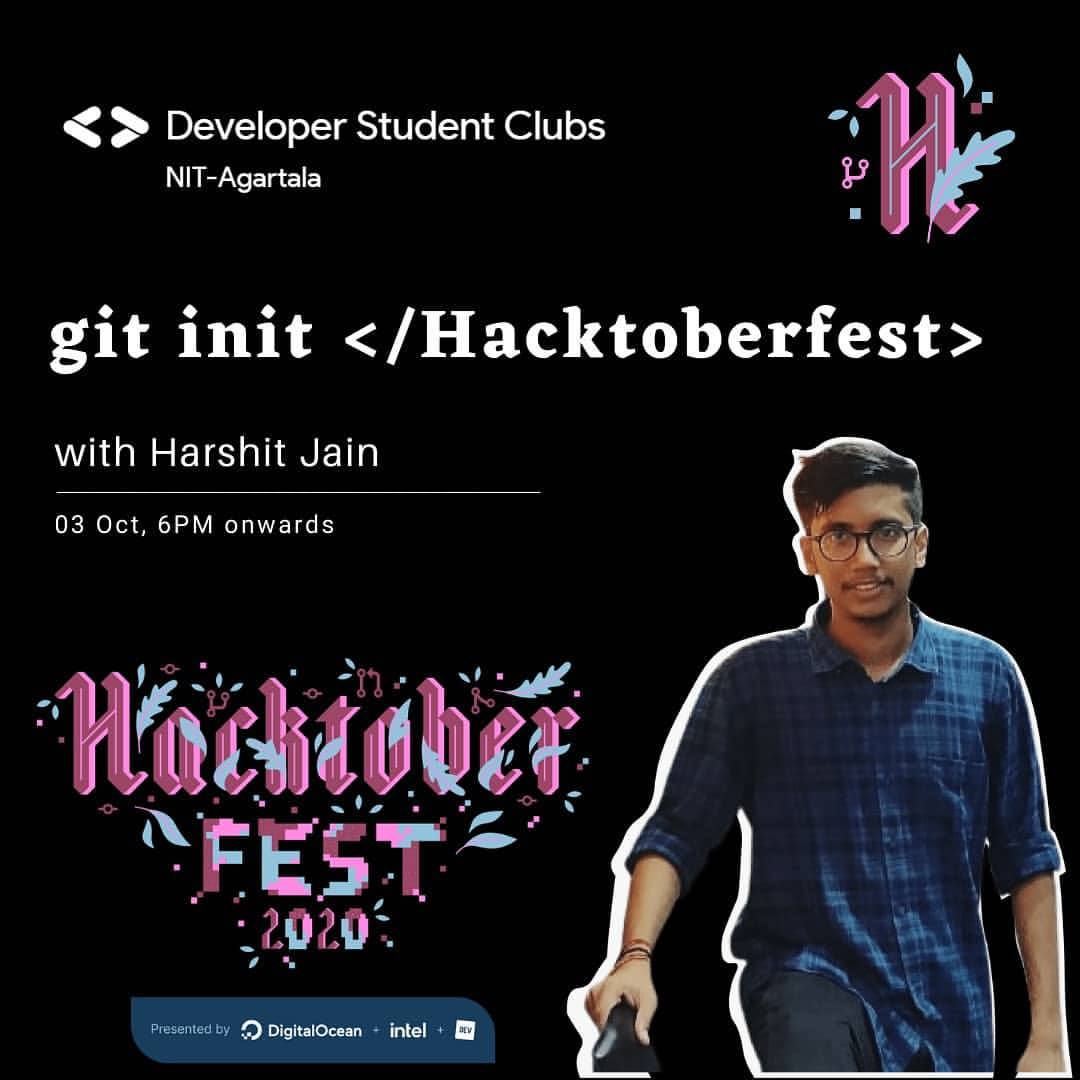 Developer Student Clubs
NIT-Agartala
H
git init </Hacktoberfest>
with Harshit Jain
03 Oct, 6PM onwards
Hacktober
FEST
2020
Presented by DigitalOcean + intel + DEV